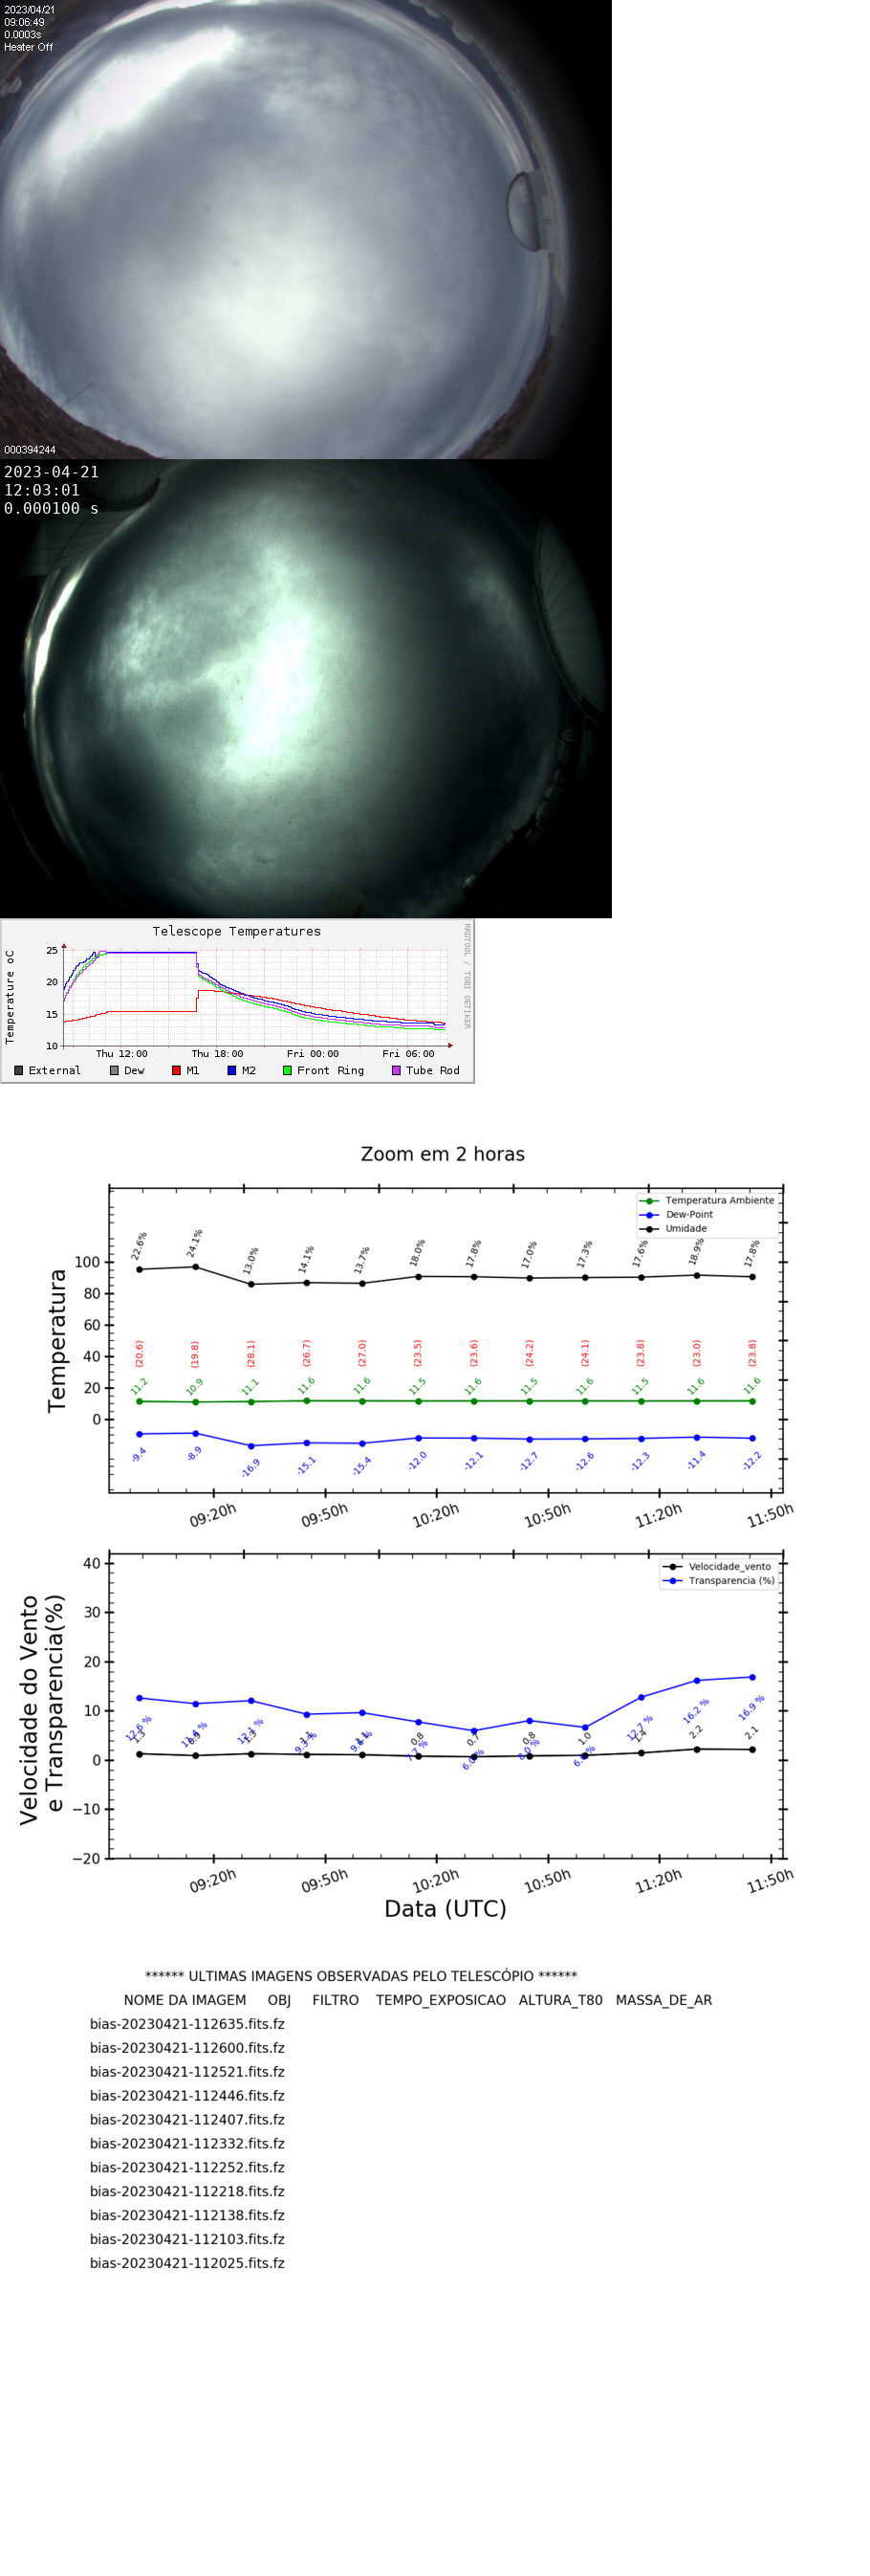 2023/04/21
09:06:49
0.0003s
Heater Off
000394244
2023-04-21
12:03:01
0.000100 s
Telescope Temperatures
RRDTOOL / TOBI OETIKER
Temperature oC
25
20
15
10
Thu 12:00 Thu 18:00 Fri 00:00 Fri 06:00
External Dew M1 M2 Front Ring Tube Rod
Zoom em 2 horas
Temperatura Ambiente
Dew-Point
Umidade
Temperatura
100
80
60
40
20
0
22.6% 24.1% 13.0% 14.1% 13.7% 18.0% 17.8% 17.0% 17.3% 17.6% 18.9% 17.8%
(20.6) (19.8) (28.1) (26.7) (27.0) (23.5) (23.6) (24.2) (24.1) (23.8) (23.0) (23.8)
11.2 10.9 11.1 11.6 11.6 11.5 11.6 11.5 11.6 11.5 11.6 11.6
-9.4 -8.9 -16.9 -15.1 -15.4 -12.0 -12.1 -12.7 -12.6 -12.3 -11.4 -12.2
09:20h 09:50h 10:20h 10:50h 11:20h 11:50h
Velocidade_vento
Transparencia (%)
Velocidade do Vento
e Transparencia(%)
40
30
20
10
0
−10
−20
12.6 % 12.7 % 16.2 % 16.9 %
0.8 0.7 0.8 1.0 1.4 2.2 2.1
09:20h 09:50h 10:20h 10:50h 11:20h 11:50h
Data (UTC)
****** ULTIMAS IMAGENS OBSERVADAS PELO TELESCÓPIO ******
NOME DA IMAGEM OBJ FILTRO TEMPO_EXPOSICAO ALTURA_T80 MASSA_DE_AR
bias-20230421-112635.fits.fz
bias-20230421-112600.fits.fz
bias-20230421-112521.fits.fz
bias-20230421-112446.fits.fz
bias-20230421-112407.fits.fz
bias-20230421-112332.fits.fz
bias-20230421-112252.fits.fz
bias-20230421-112218.fits.fz
bias-20230421-112138.fits.fz
bias-20230421-112103.fits.fz
bias-20230421-112025.fits.fz